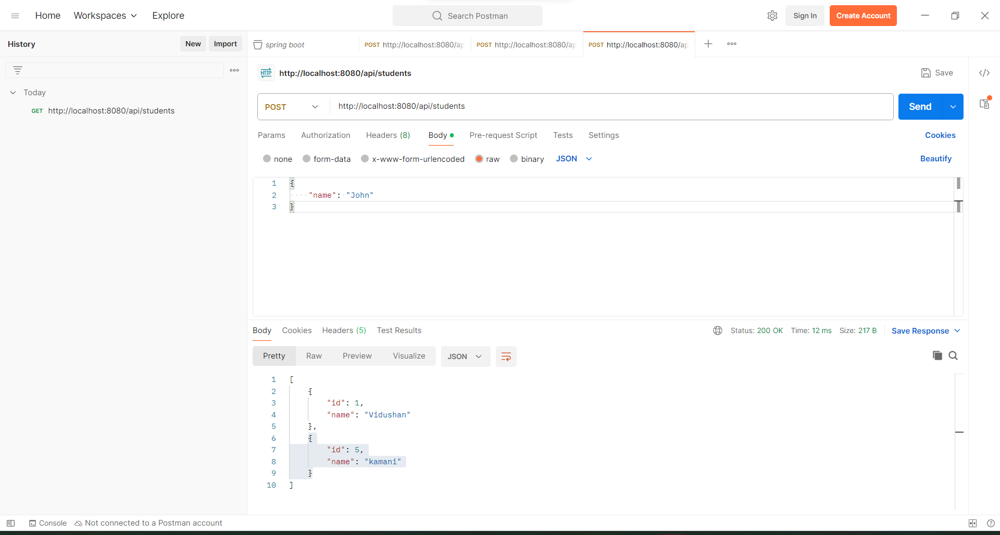 Home Workspaces Explore Search Postman Sign In Create Account
History New Import
spring boot POST http://localhost:8080/ap POST http://localhost:8080/ap POST http://localhost:8080/ap
HTTP http://localhost:8080/api/students Save
Today
GET http://localhost:8080/api/students
POST http://localhost:8080/api/students Send
Params Authorization Headers (8) Body Pre-request Script Tests Settings Cookies
none form-data x-www-form-urlencoded raw binary JSON Beautify
1 {
2 "name": "John"
3 }
Body Cookies Headers (5) Test Results Status: 200 OK Time: 12 ms Size: 217 B Save Response
Pretty Raw Preview Visualize JSON
1 [
2 {
3 "id": 1,
4 "name": "Vidushan"
5 },
6 {
7 "id": 5,
8 "name": "kamani"
9 }
10 ]
Console Not connected to a Postman account